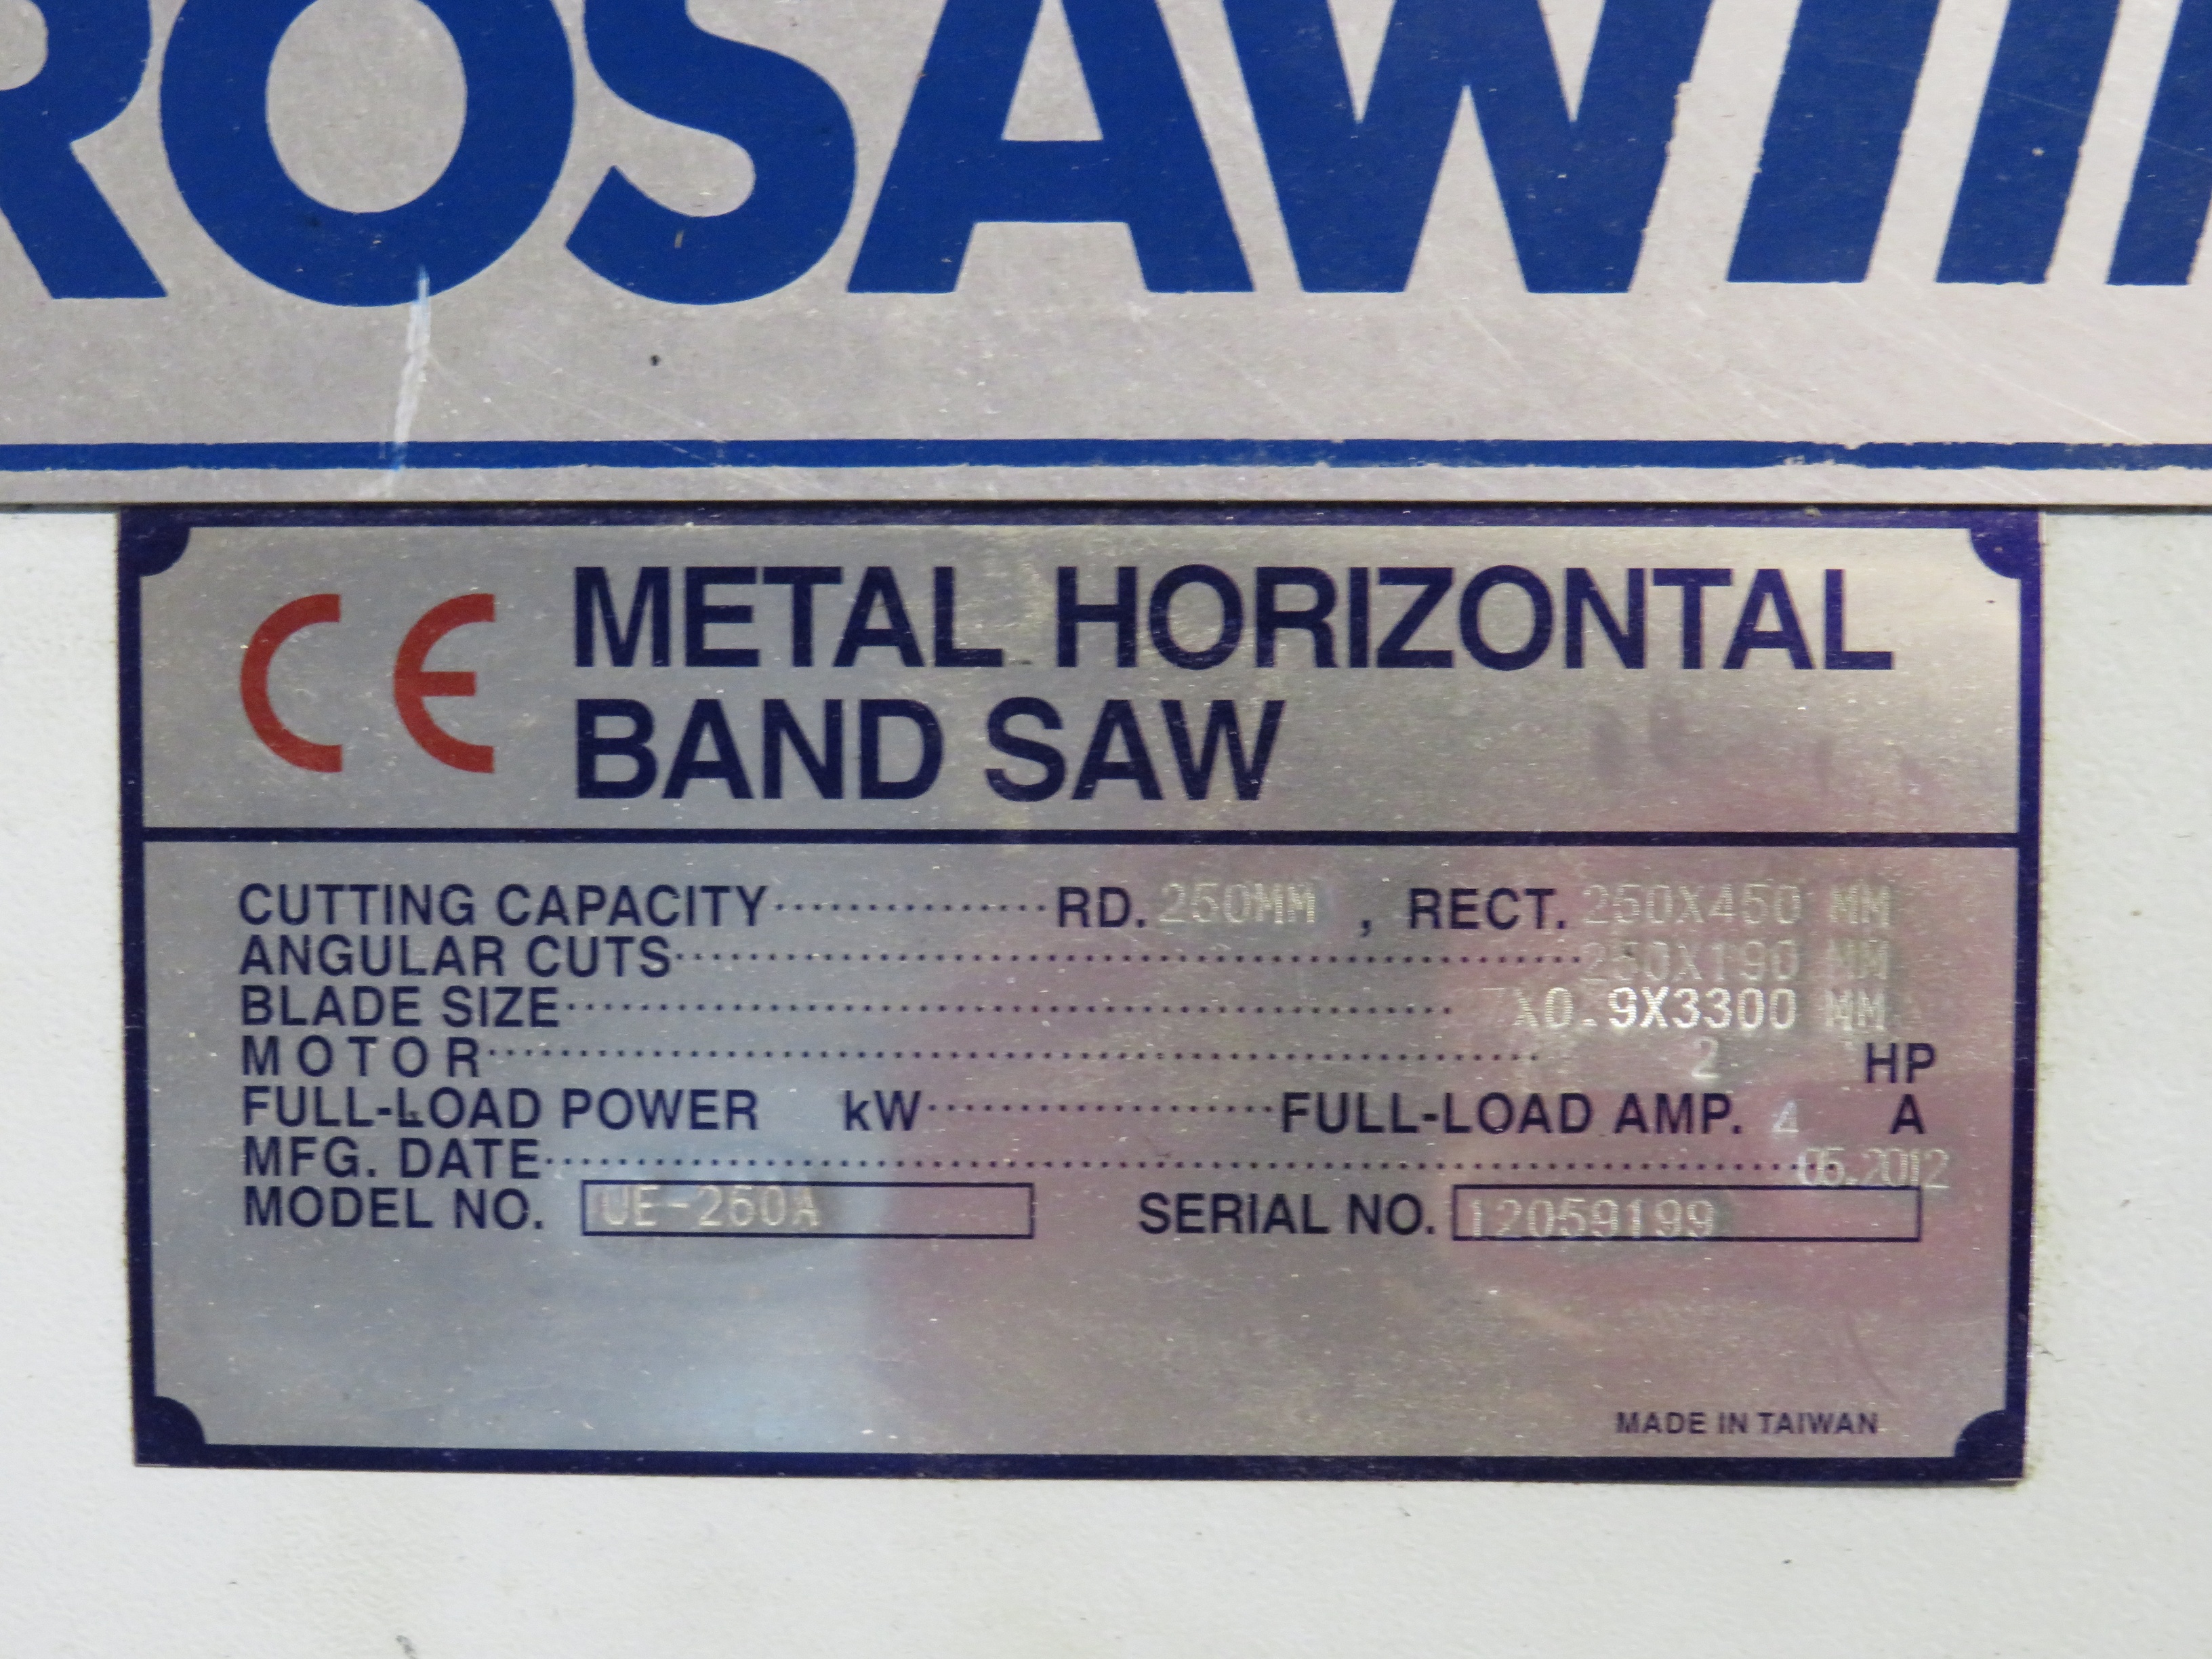 ROSAW
CE METAL HORIZONTAL
BAND SAW
CUTTING CAPACITY RD. 250MM , RECT. 250X450 MM
ANGULAR CUTS 250X190 MM
BLADE SIZE 27X0.9X3300 MM
MOTOR 2 HP
FULL-LOAD POWER kW FULL-LOAD AMP. 4 A
MFG. DATE 05.2012
MODEL NO. UE-250A SERIAL NO. 12059199
MADE IN TAIWAN